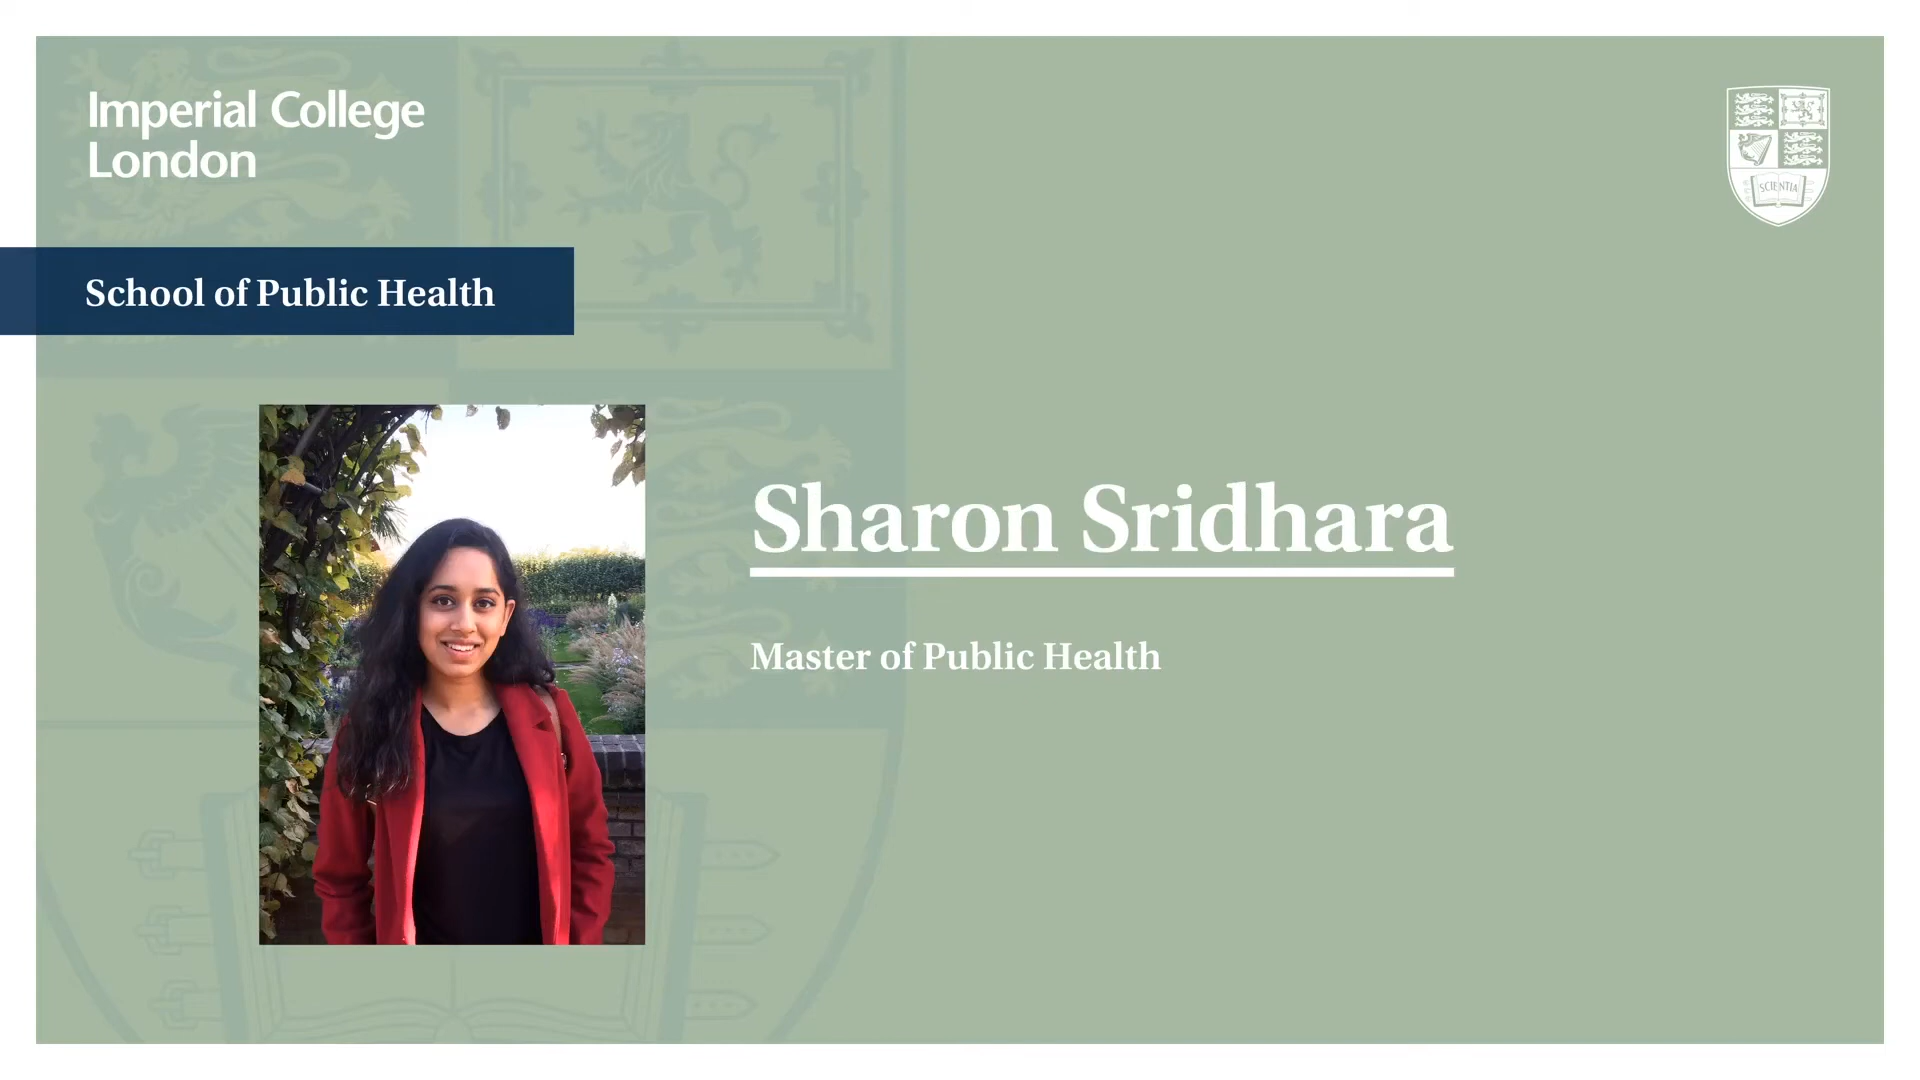 Imperial College
London
SCIENTIA
School of Public Health
Sharon Sridhara
Master of Public Health